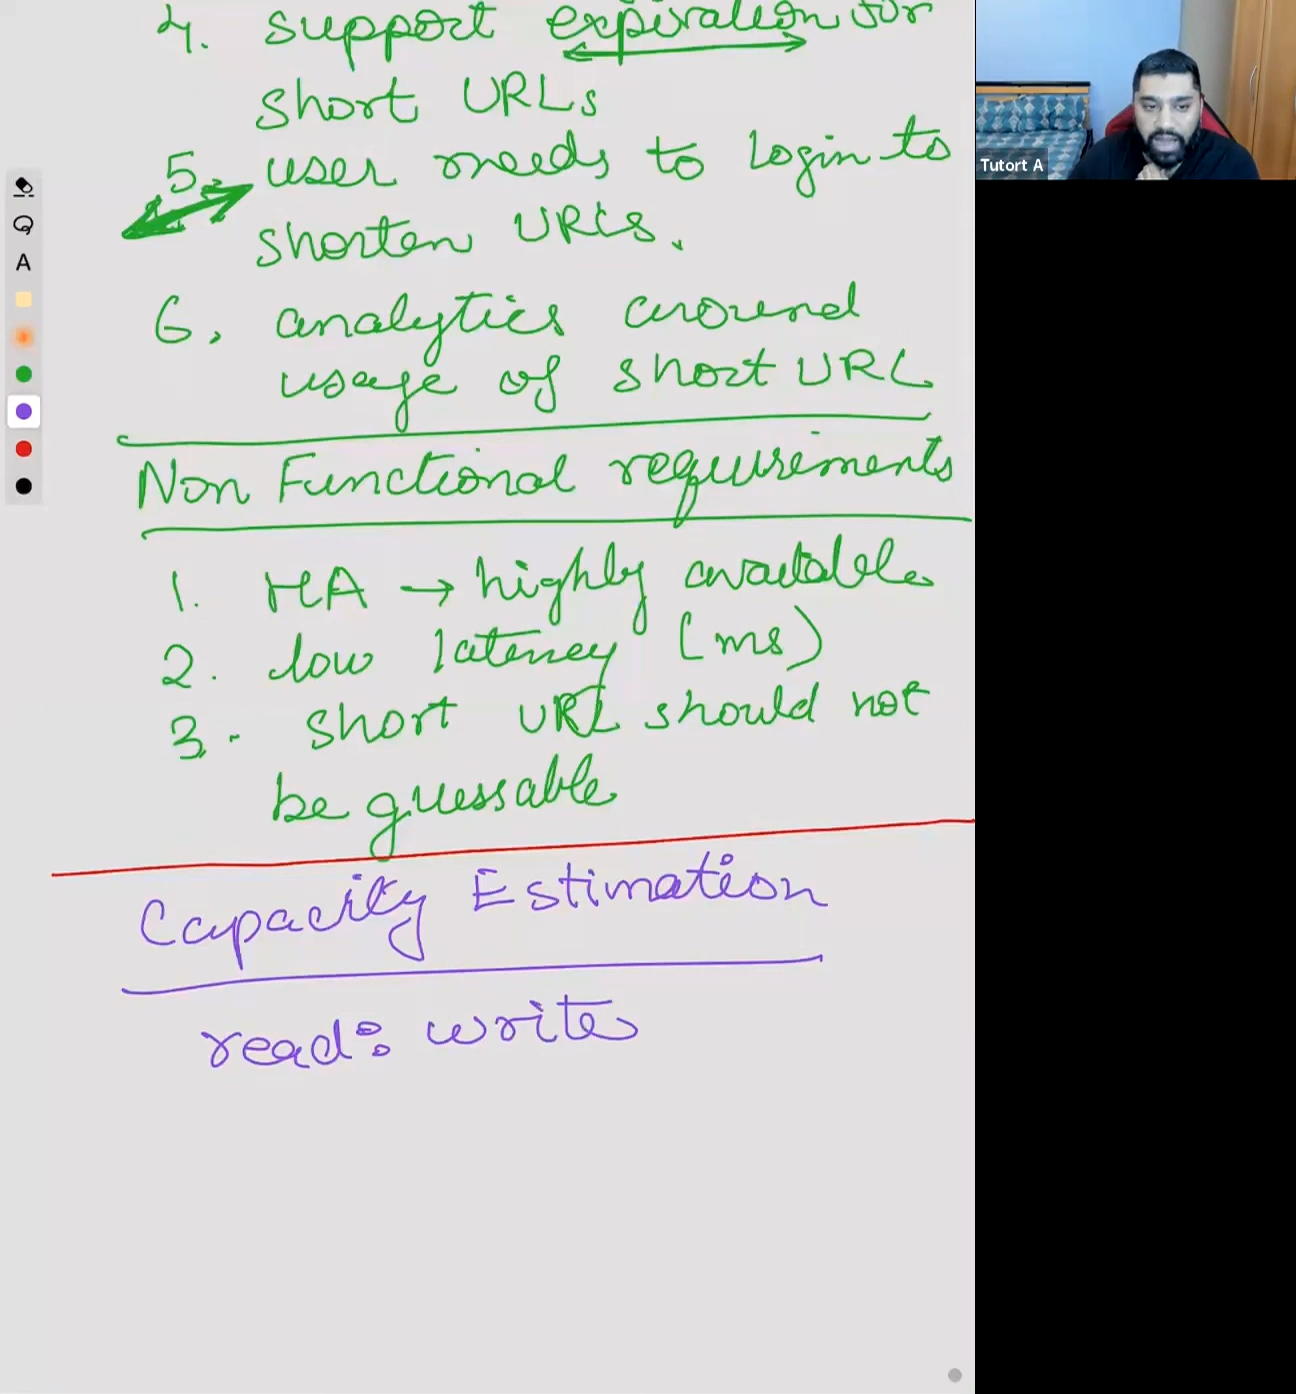 4. support expiration for
short URLs
5. user needs to login to
shorten URLs.
6. analytics around
usage of short URL
Non Functional requirements
1. HA → highly available
2. low latency (ms)
3. short URL should not
be guessable
Capacity Estimation
read: write
A
Tutort A